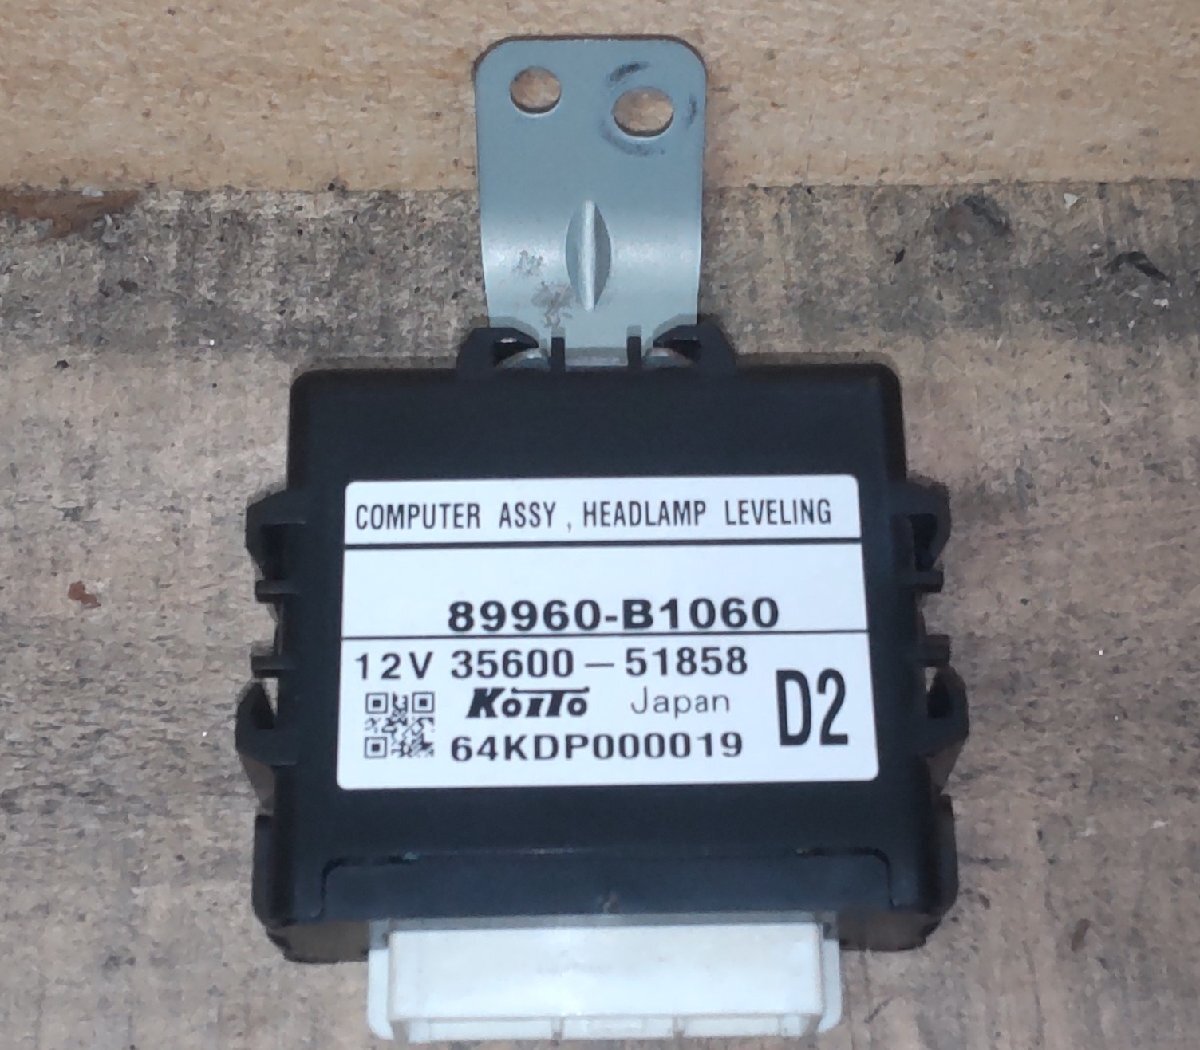 COMPUTER ASSY , HEADLAMP LEVELING
89960-B1060
12V 35600-51858
KOITO Japan D2
64KDP000019